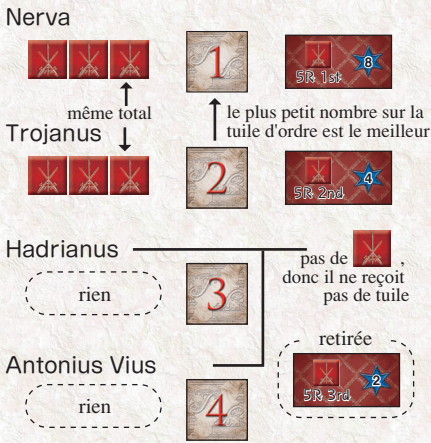 Nerva
1
5R 1st 8
même total
le plus petit nombre sur la
tuile d'ordre est le meilleur
Trojanus
2
5R 2nd 4
Hadrianus
pas de ,
donc il ne reçoit
pas de tuile
rien
3
retirée
Antonius Vius
rien
4
5R 3rd 2